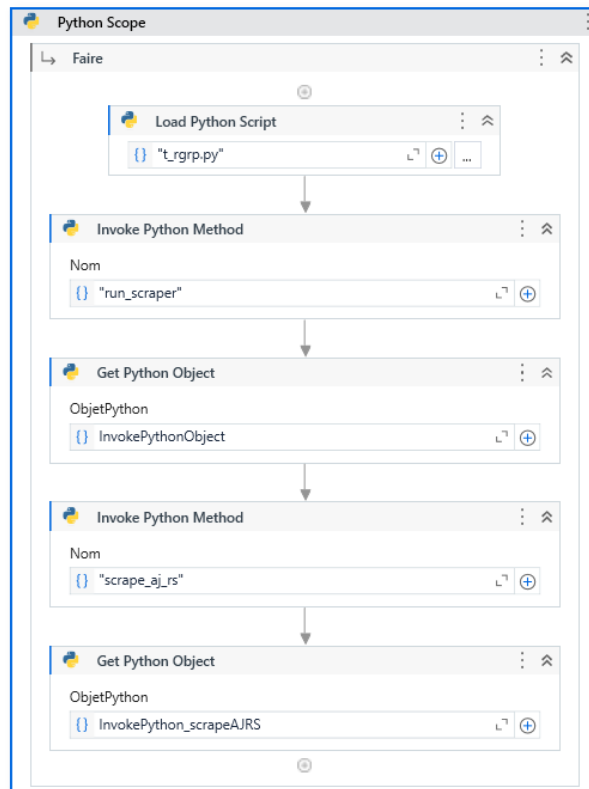 Python Scope
Faire
Load Python Script
{} "t_rgrp.py" ...
Invoke Python Method
Nom
{} "run_scraper"
Get Python Object
ObjetPython
{} InvokePythonObject
Invoke Python Method
Nom
{} "scrape_aj_rs"
Get Python Object
ObjetPython
{} InvokePython_scrapeAJRS